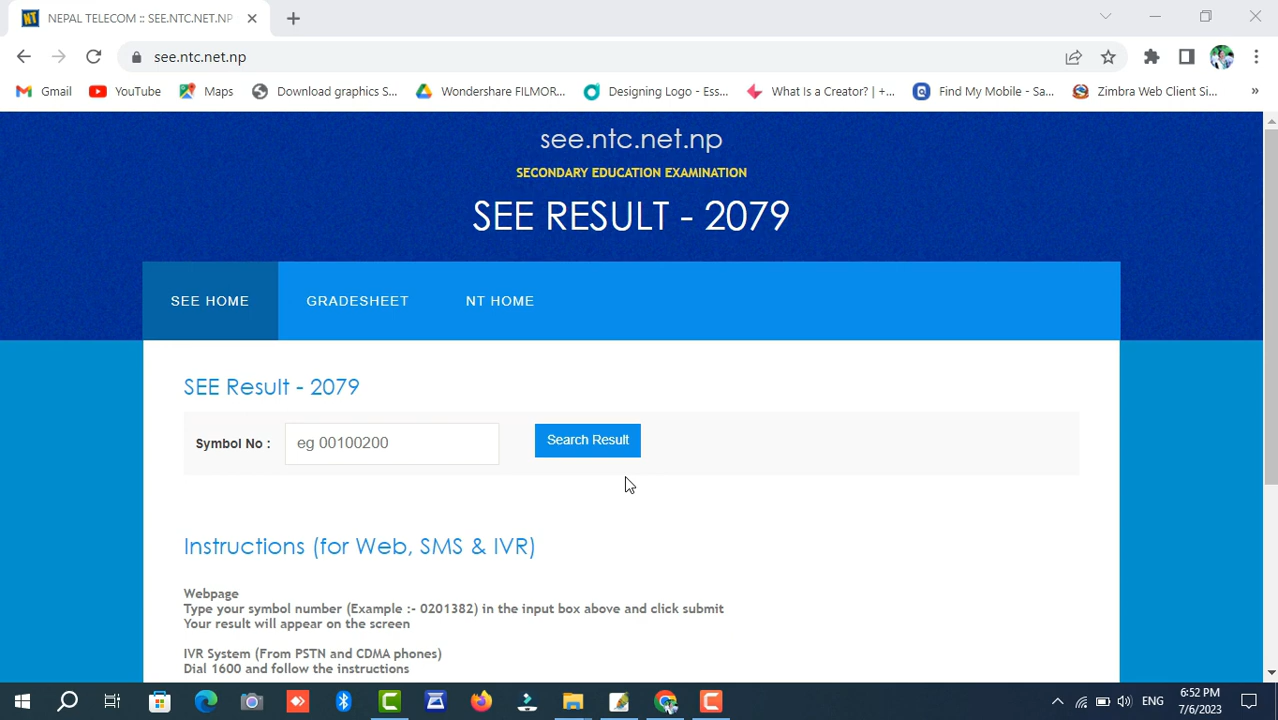 NEPAL TELECOM :: SEE.NTC.NET.NP
see.ntc.net.np
Gmail
YouTube
Maps
Download graphics S...
Wondershare FILMOR...
Designing Logo - Ess...
What Is a Creator? | +...
Find My Mobile - Sa...
Zimbra Web Client Si...
»
see.ntc.net.np
SECONDARY EDUCATION EXAMINATION
SEE RESULT - 2079
SEE HOME
GRADESHEET
NT HOME
SEE Result - 2079
Symbol No :
eg 00100200
Search Result
Instructions (for Web, SMS & IVR)
Webpage
Type your symbol number (Example :- 0201382) in the input box above and click submit
Your result will appear on the screen
IVR System (From PSTN and CDMA phones)
Dial 1600 and follow the instructions
ENG
6:52 PM
7/6/2023